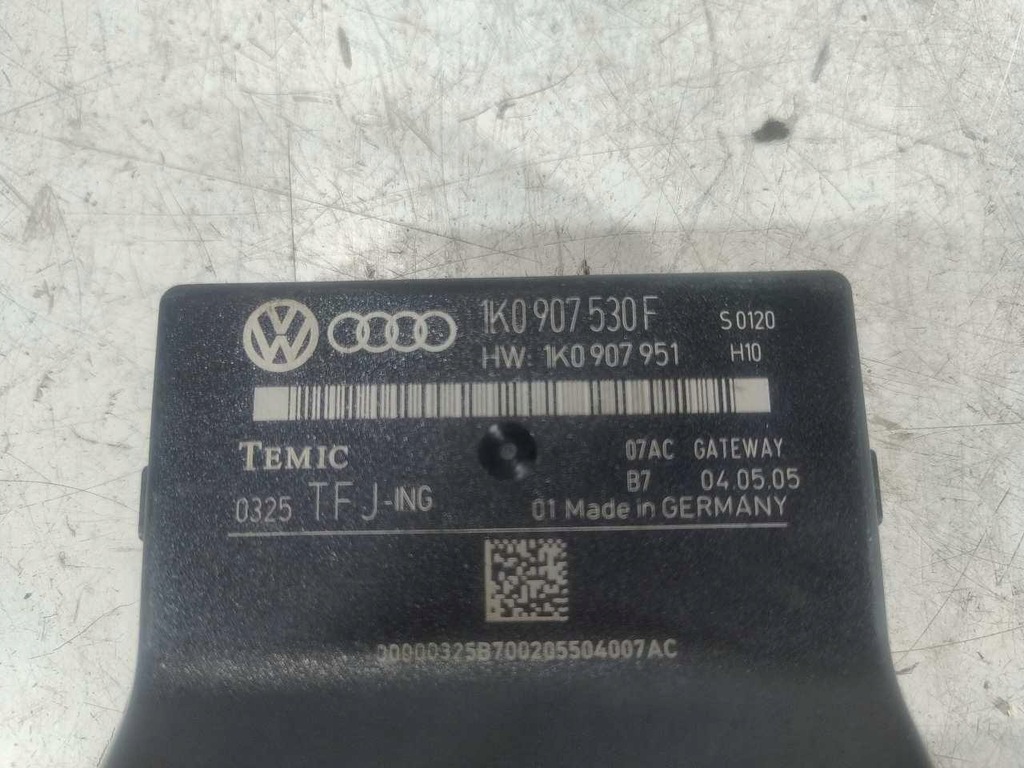 1K0 907 530 F S 0120
HW: 1K0 907 951 H10
TEMIC 07AC GATEWAY
B7 04.05.05
0325 TFJ-ING 01 Made in GERMANY
00000325B700205504007AC